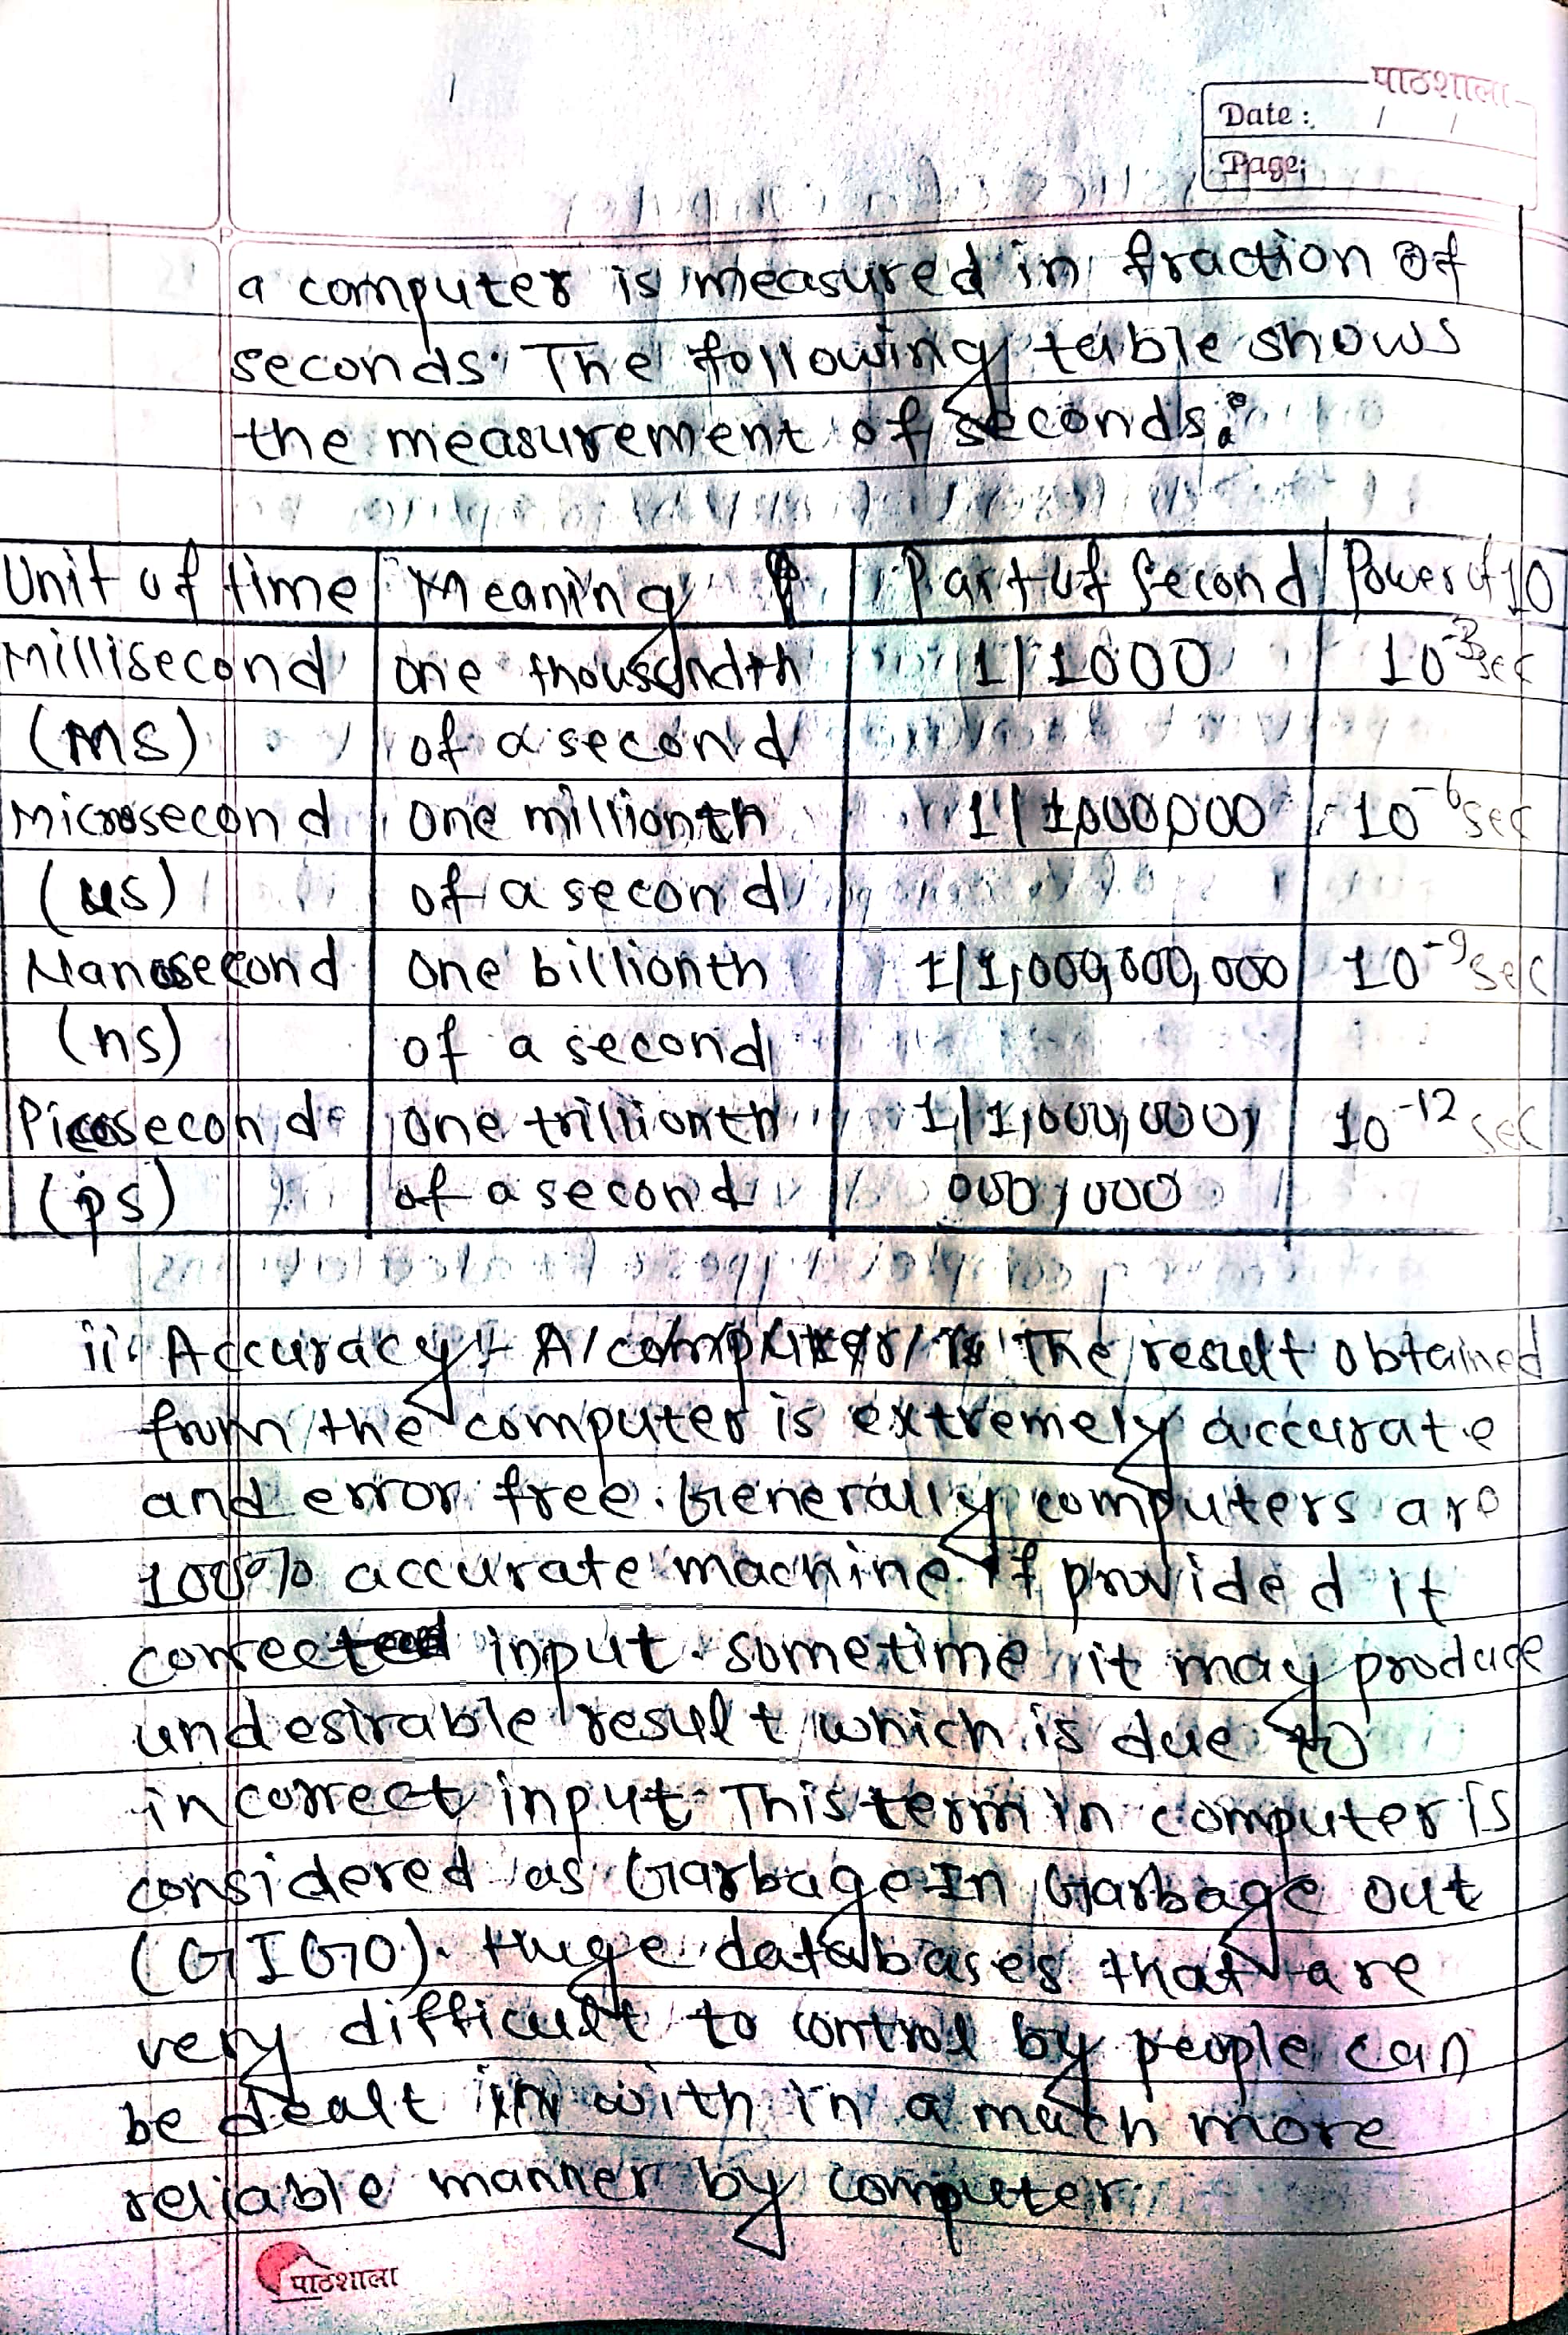 पाठशाला
Date : / /
Page:
a computer is measured in fraction of
seconds. The following table shows
the measurement of seconds:
Unit of time | Meaning | Part of Second | Power of 10
Millisecond | one thousandth | 1/1000 | 10⁻³ sec
(ms) | of a second
Microsecond | one millionth | 1/1,000,000 | 10⁻⁶ sec
(us) | of a second
Nanosecond | one billionth | 1/1,000,000,000 | 10⁻⁹ sec
(ns) | of a second
Picosecond | one trillionth | 1/1,000,000, | 10⁻¹² sec
(ps) | of a second | 000,000
ii. Accuracy:- The result obtained
from the computer is extremely accurate
and error free. Generally computers are
100% accurate machine if provided it
correct input. sometime it may produce
undesirable result which is due to
incorrect input. This term in computer is
considered as Garbage In Garbage out
(GIGO). Huge databases that are
very difficult to control by people can
be dealt with in a much more
reliable manner by computer.
पाठशाला